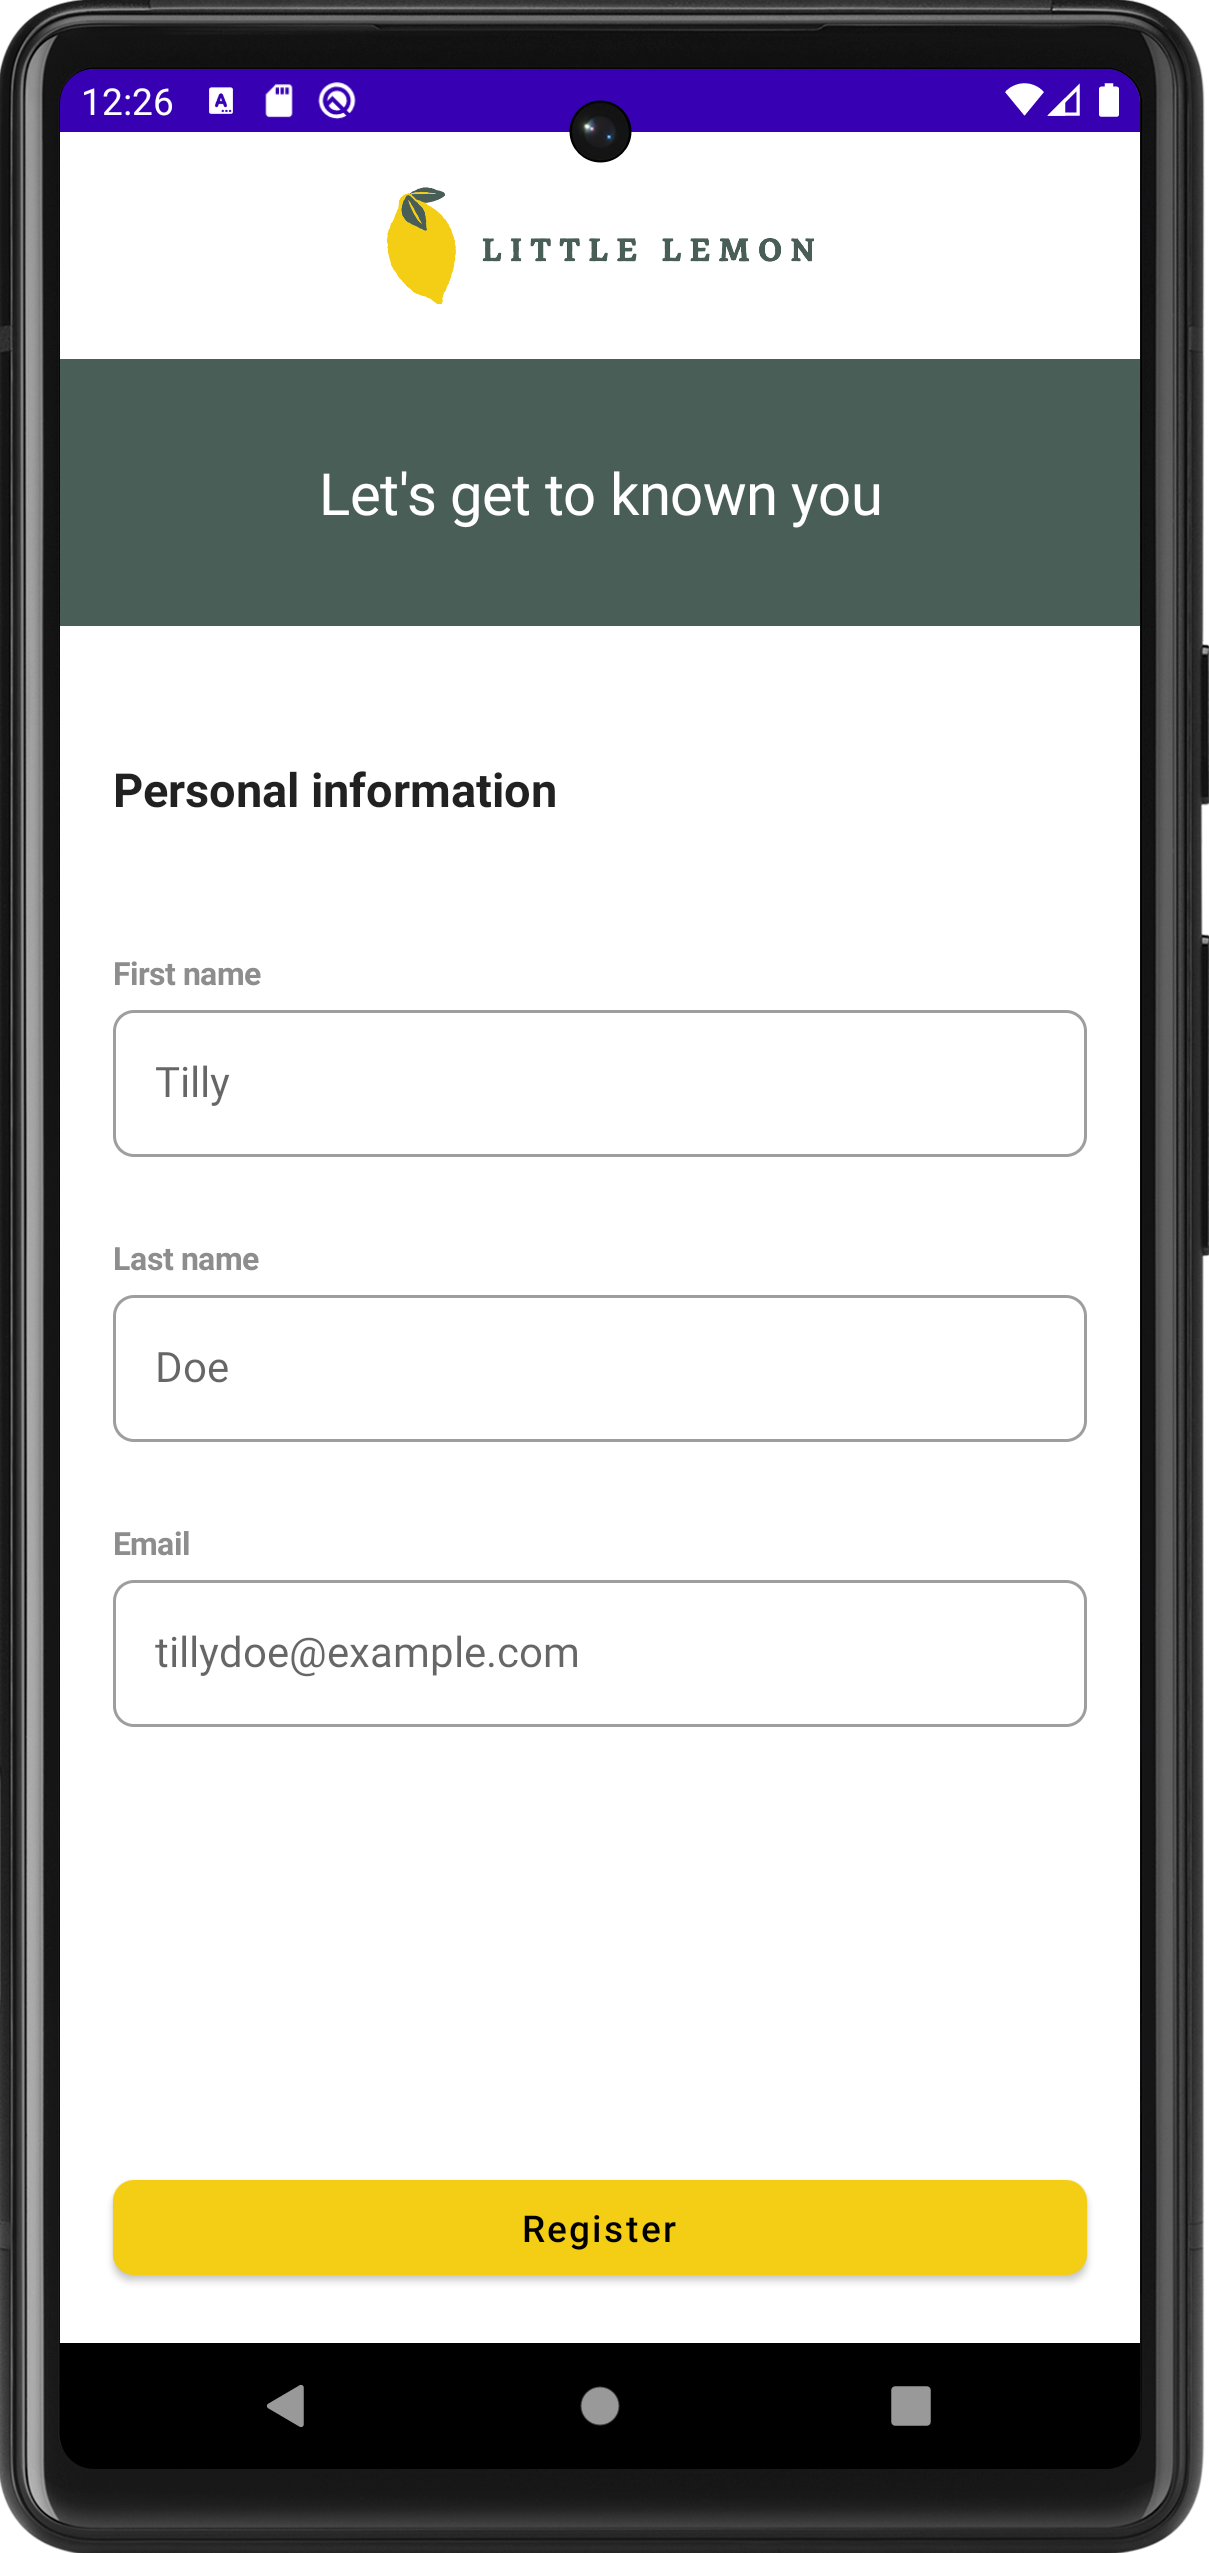 12:26
LITTLE LEMON
Let's get to known you
Personal information
First name
Tilly
Last name
Doe
Email
tillydoe@example.com
Register